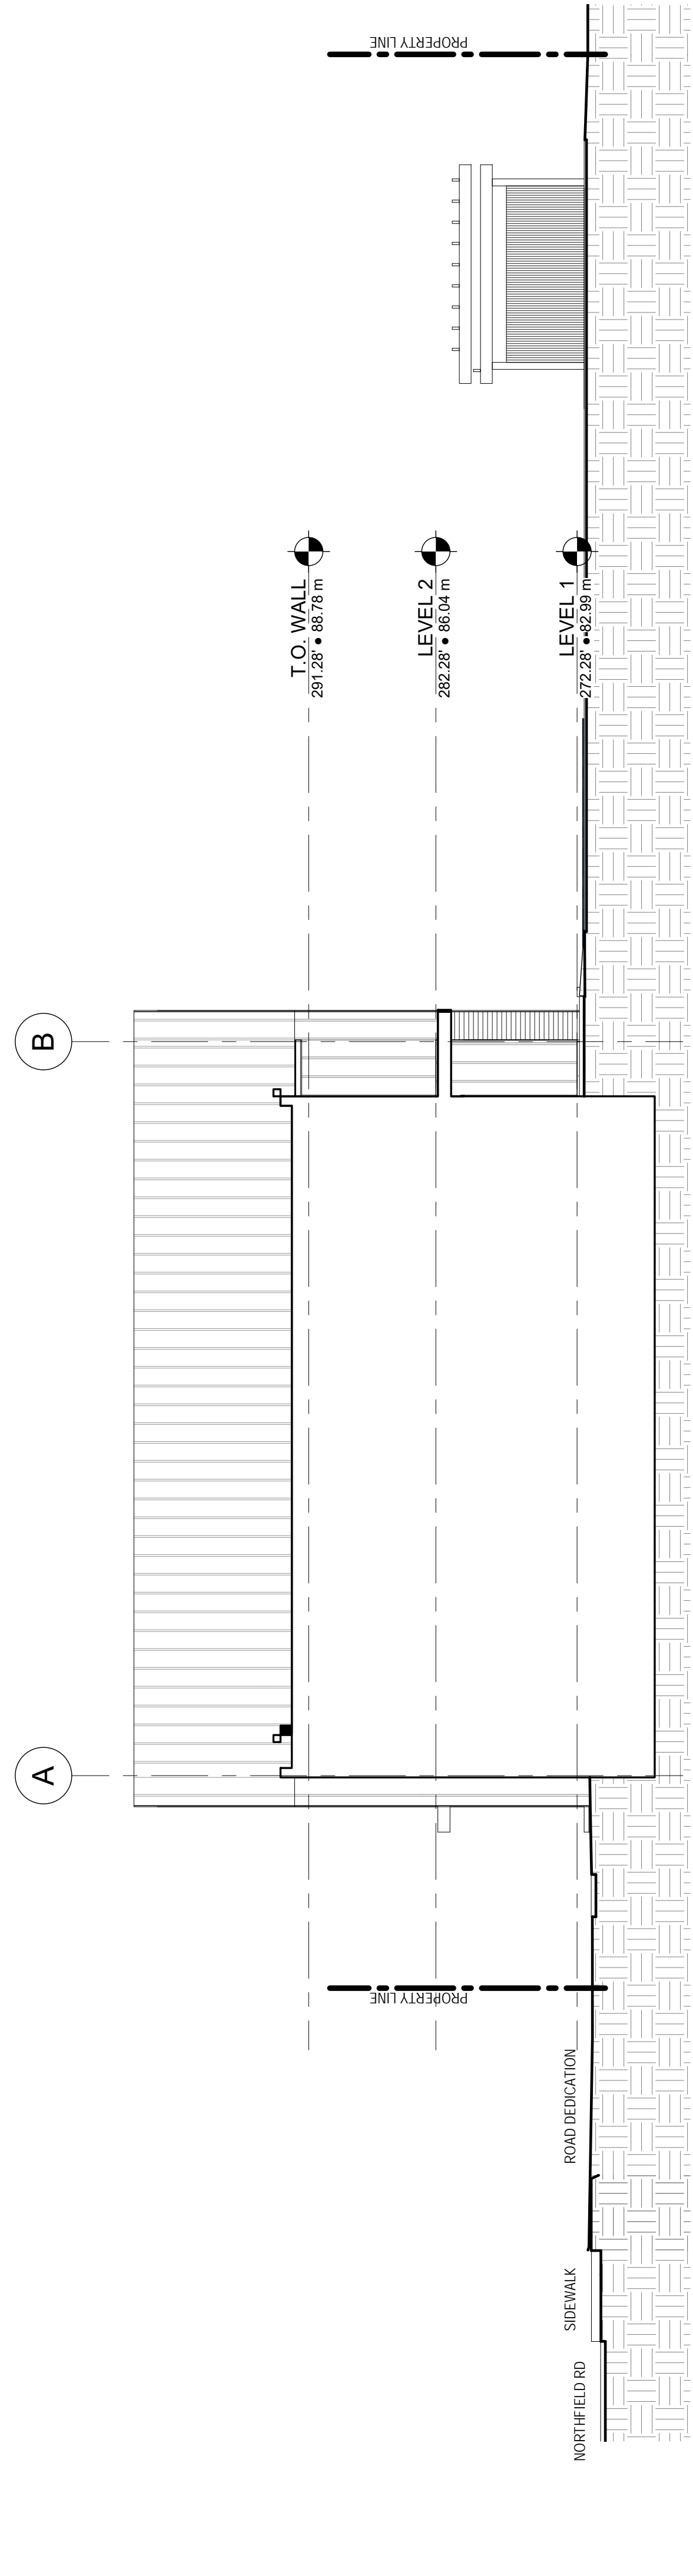 PROPERTY LINE
T.O. WALL
291.28' • 88.78 m
LEVEL 2
282.28' • 86.04 m
LEVEL 1
272.28' • 82.99 m
B
A
PROPERTY LINE
ROAD DEDICATION
SIDEWALK
NORTHFIELD RD